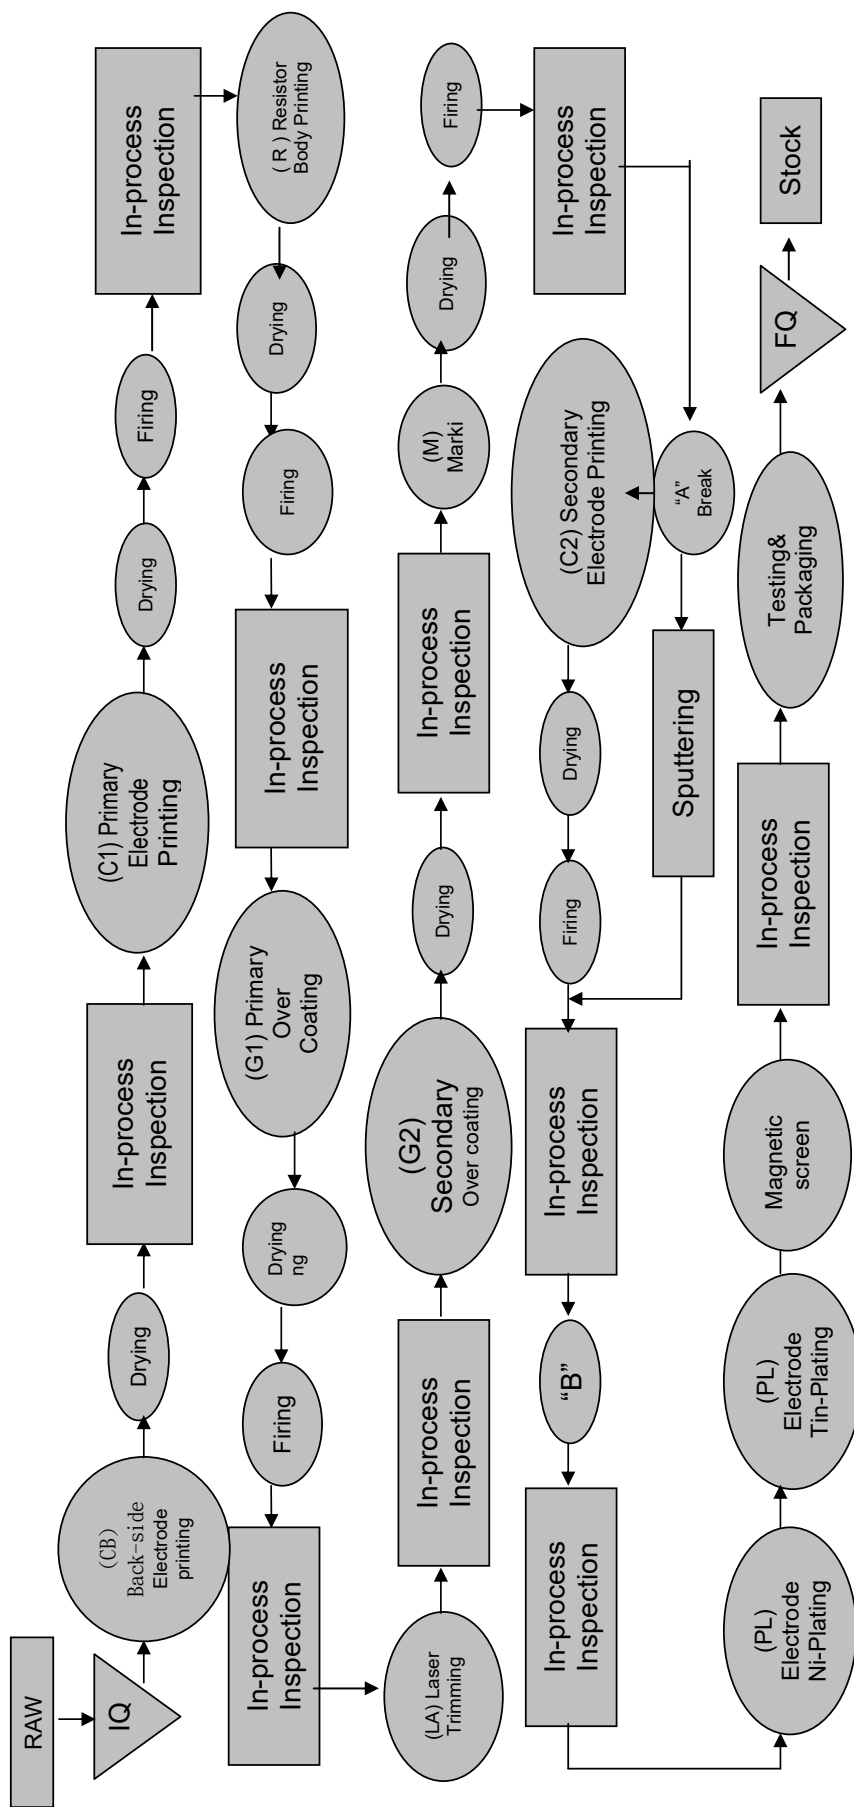 RAW
IQ
(CB)
Back-side
Electrode
printing
Drying
In-process
Inspection
(C1) Primary
Electrode
Printing
Drying
Firing
In-process
Inspection
( R ) Resistor
Body Printing
Drying
Firing
In-process
Inspection
(G1) Primary
Over
Coating
Drying
ng
Firing
In-process
Inspection
(LA) Laser
Trimming
In-process
Inspection
(G2)
Secondary
Over coating
Drying
In-process
Inspection
(M)
Marki
Drying
Firing
In-process
Inspection
“A”
Break
(C2) Secondary
Electrode Printing
Drying
Firing
Sputtering
In-process
Inspection
“B”
In-process
Inspection
(PL)
Electrode
Ni-Plating
(PL)
Electrode
Tin-Plating
Magnetic
screen
In-process
Inspection
Testing&
Packaging
FQ
Stock